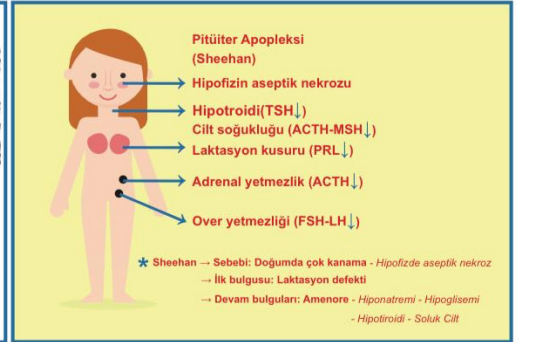 Pitüiter Apopleksi
(Sheehan)
Hipofizin aseptik nekrozu
Hipotroidi(TSH↓)
Cilt soğukluğu (ACTH-MSH↓)
Laktasyon kusuru (PRL↓)
Adrenal yetmezlik (ACTH↓)
Over yetmezliği (FSH-LH↓)
* Sheehan → Sebebi: Doğumda çok kanama - Hipofizde aseptik nekroz
→ İlk bulgusu: Laktasyon defekti
→ Devam bulguları: Amenore - Hiponatremi - Hipoglisemi
- Hipotiroidi - Soluk Cilt